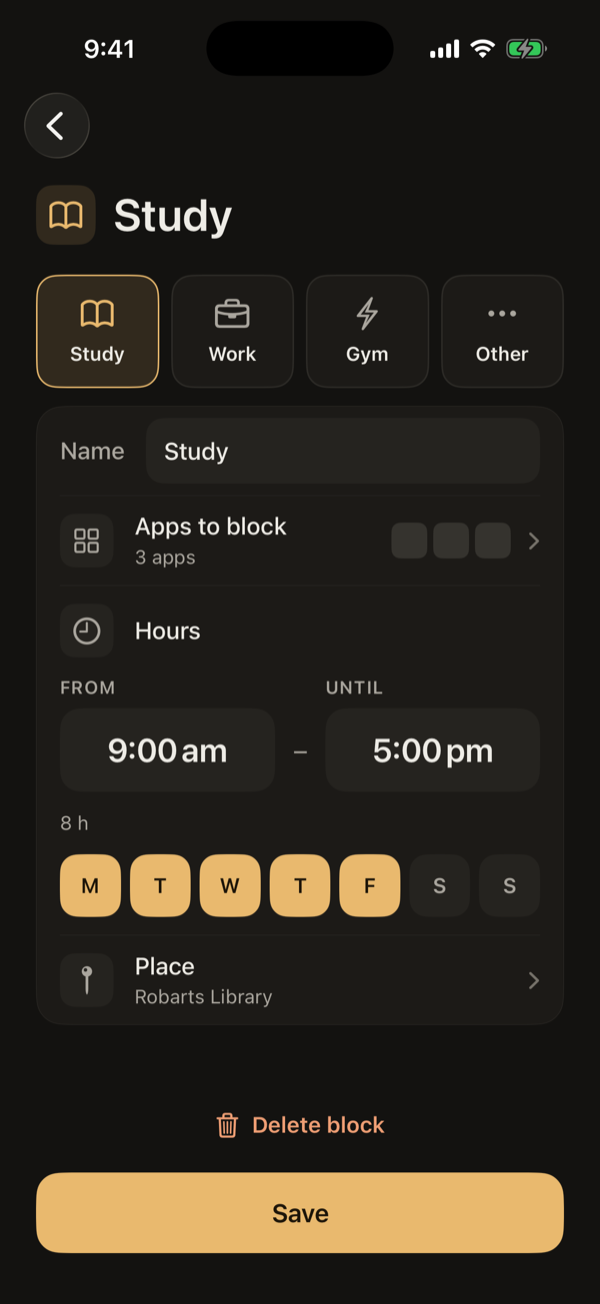 9:41
Study
Study Work Gym Other
Name Study
Apps to block
3 apps
Hours
FROM UNTIL
9:00 am – 5:00 pm
8 h
M T W T F S S
Place
Robarts Library
Delete block
Save